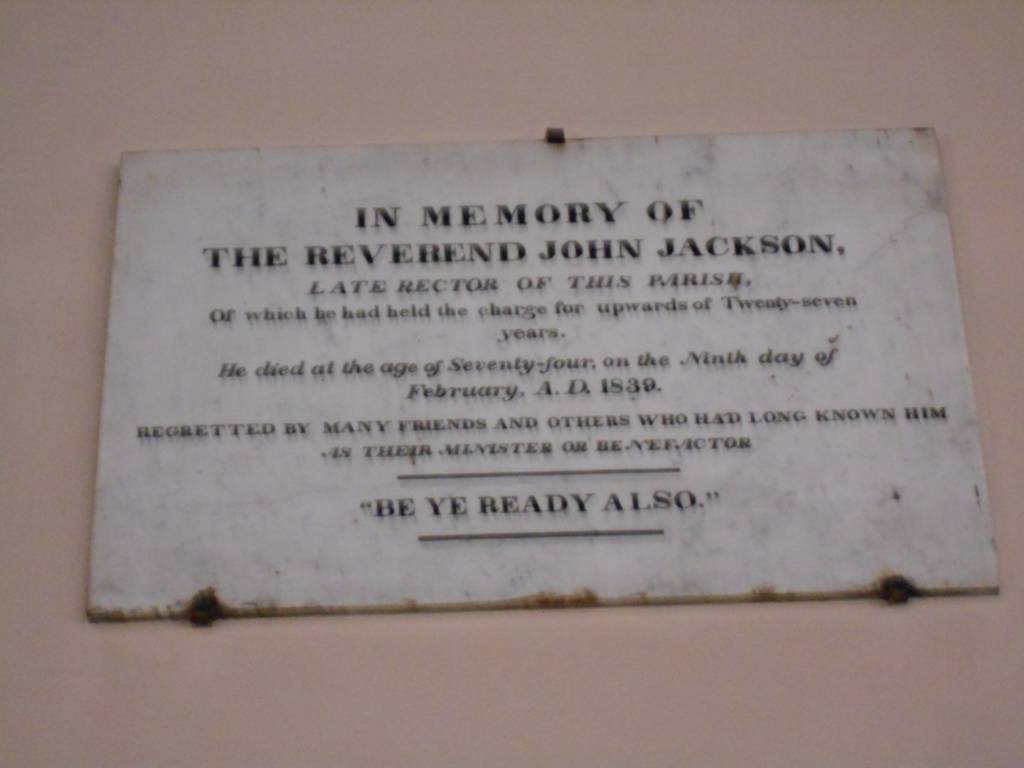 IN MEMORY OF
THE REVEREND JOHN JACKSON,
LATE RECTOR OF THIS PARISH,
Of which he had held the charge for upwards of Twenty-seven
years.
He died at the age of Seventy-four, on the Ninth day of
February, A. D. 1839.
REGRETTED BY MANY FRIENDS AND OTHERS WHO HAD LONG KNOWN HIM
AS THEIR MINISTER OR BENEFACTOR
"BE YE READY ALSO."